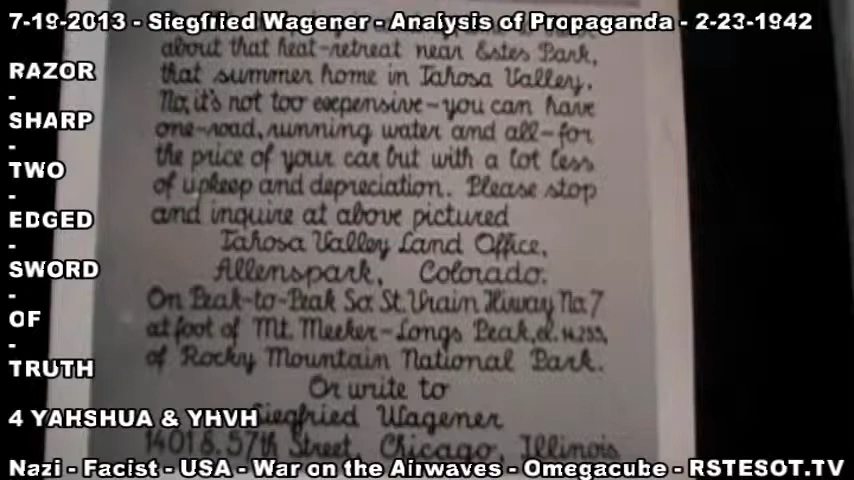 7-19-2013 - Siegfried Wagener - Analysis of Propaganda - 2-23-1942
about that heat-retreat near Estes Park,
that summer home in Tahosa Valley.
No, it's not too expensive - you can have
one-road, running water and all - for
the price of your car but with a lot less
of upkeep and depreciation. Please stop
and inquire at above pictured
Tahosa Valley Land Office,
Allenspark, Colorado.
On Peak-to-Peak So. St. Vrain Hiway No. 7
at foot of Mt. Meeker - Longs Peak, el. 14255,
of Rocky Mountain National Park.
Or write to
Siegfried Wagener
1401 E. 57th Street, Chicago, Illinois
RAZOR
-
SHARP
-
TWO
-
EDGED
-
SWORD
-
OF
-
TRUTH
4 YAHSHUA & YHVH
Nazi - Facist - USA - War on the Airwaves - Omegacube - RSTESOT.TV